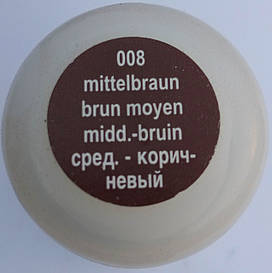 008
mittelbraun
brun moyen
midd.-bruin
сред. - корич-
невый